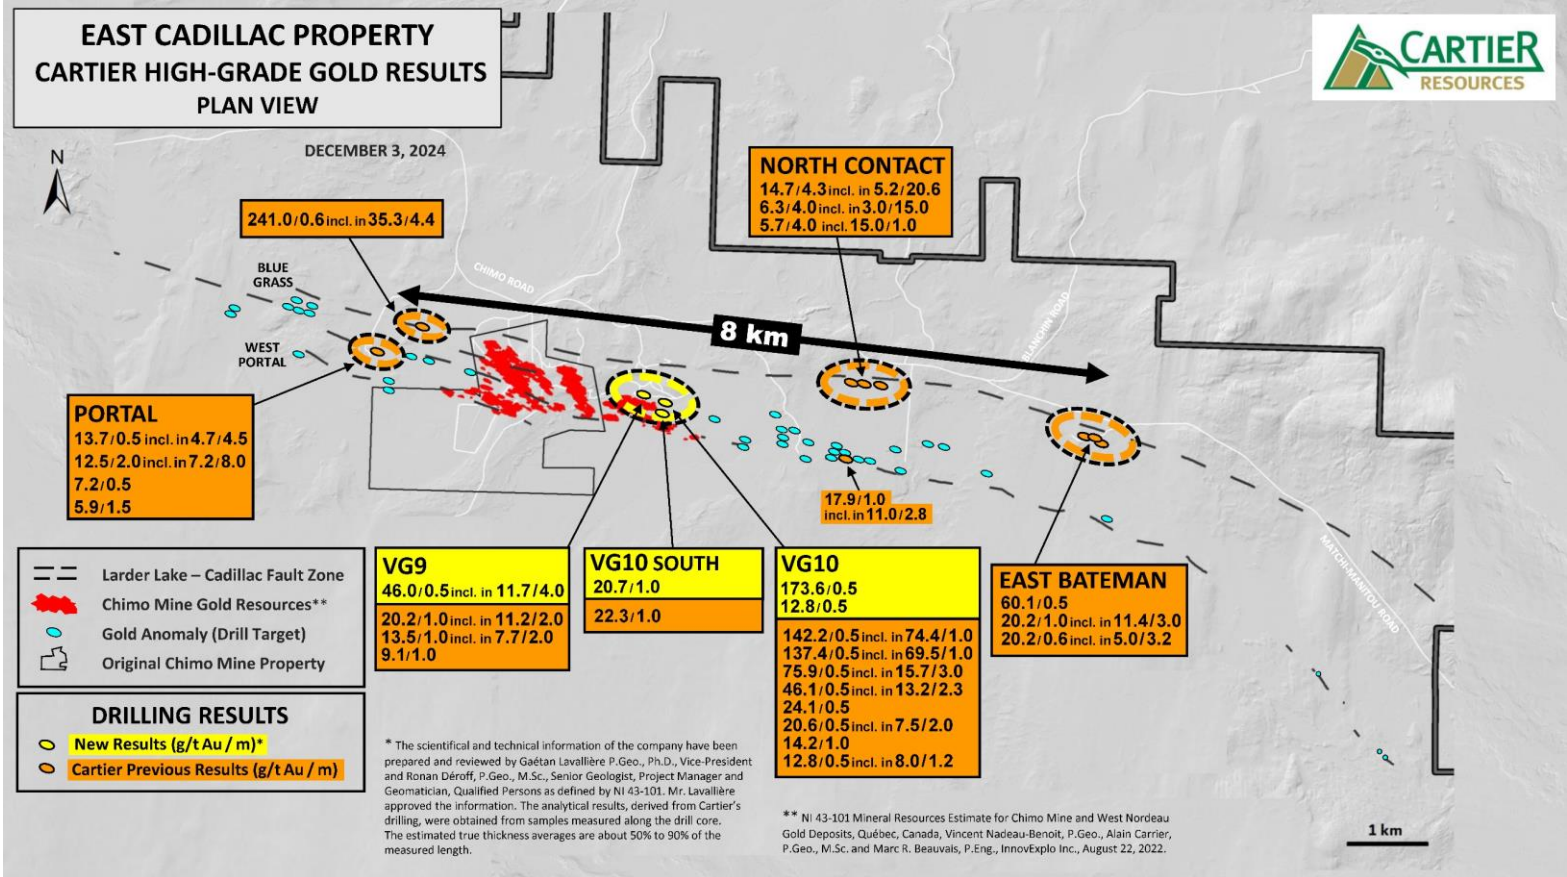 EAST CADILLAC PROPERTY
CARTIER HIGH-GRADE GOLD RESULTS
PLAN VIEW
CARTIER
RESOURCES
DECEMBER 3, 2024
N
241.0/0.6 incl. in 35.3/4.4
NORTH CONTACT
14.7/4.3 incl. in 5.2/20.6
6.3/4.0 incl. in 3.0/15.0
5.7/4.0 incl. 15.0/1.0
BLUE
GRASS
CHIMO ROAD
8 km
BLANCHIN ROAD
WEST
PORTAL
PORTAL
13.7/0.5 incl. in 4.7/4.5
12.5/2.0 incl. in 7.2/8.0
7.2/0.5
5.9/1.5
17.9/1.0
incl. in 11.0/2.8
MATCHI-MANITOU ROAD
VG9
46.0/0.5 incl. in 11.7/4.0
20.2/1.0 incl. in 11.2/2.0
13.5/1.0 incl. in 7.7/2.0
9.1/1.0
VG10 SOUTH
20.7/1.0
22.3/1.0
VG10
173.6/0.5
12.8/0.5
142.2/0.5 incl. in 74.4/1.0
137.4/0.5 incl. in 69.5/1.0
75.9/0.5 incl. in 15.7/3.0
46.1/0.5 incl. in 13.2/2.3
24.1/0.5
20.6/0.5 incl. in 7.5/2.0
14.2/1.0
12.8/0.5 incl. in 8.0/1.2
EAST BATEMAN
60.1/0.5
20.2/1.0 incl. in 11.4/3.0
20.2/0.6 incl. in 5.0/3.2
Larder Lake – Cadillac Fault Zone
Chimo Mine Gold Resources**
Gold Anomaly (Drill Target)
Original Chimo Mine Property
DRILLING RESULTS
New Results (g/t Au / m)*
Cartier Previous Results (g/t Au / m)
* The scientifical and technical information of the company have been
prepared and reviewed by Gaétan Lavallière P.Geo., Ph.D., Vice-President
and Ronan Déroff, P.Geo., M.Sc., Senior Geologist, Project Manager and
Geomatician, Qualified Persons as defined by NI 43-101. Mr. Lavallière
approved the information. The analytical results, derived from Cartier's
drilling, were obtained from samples measured along the drill core.
The estimated true thickness averages are about 50% to 90% of the
measured length.
** NI 43-101 Mineral Resources Estimate for Chimo Mine and West Nordeau
Gold Deposits, Québec, Canada, Vincent Nadeau-Benoit, P.Geo., Alain Carrier,
P.Geo., M.Sc. and Marc R. Beauvais, P.Eng., InnovExplo Inc., August 22, 2022.
1 km